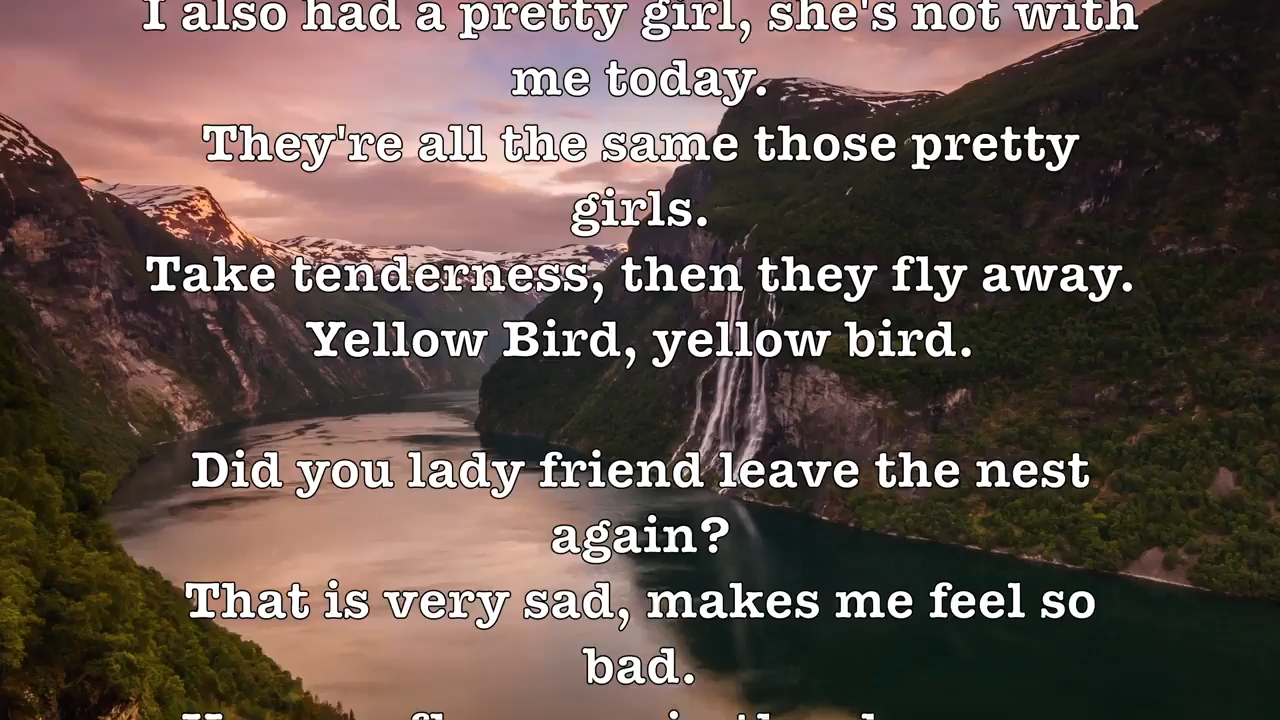 I also had a pretty girl, she's not with
me today.
They're all the same those pretty
girls.
Take tenderness, then they fly away.
Yellow Bird, yellow bird.
Did you lady friend leave the nest
again?
That is very sad, makes me feel so
bad.